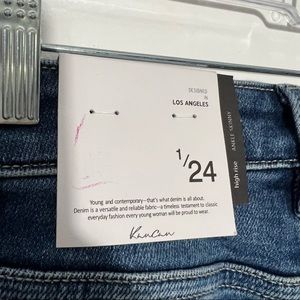 DESIGNED
IN
LOS ANGELES
1/24
high rise
ANKLE SKINNY
Young and contemporary—that's what denim is all about.
Denim is a versatile and reliable fabric—a timeless testament to classic
everyday fashion every young woman will be proud to wear.
KanCan